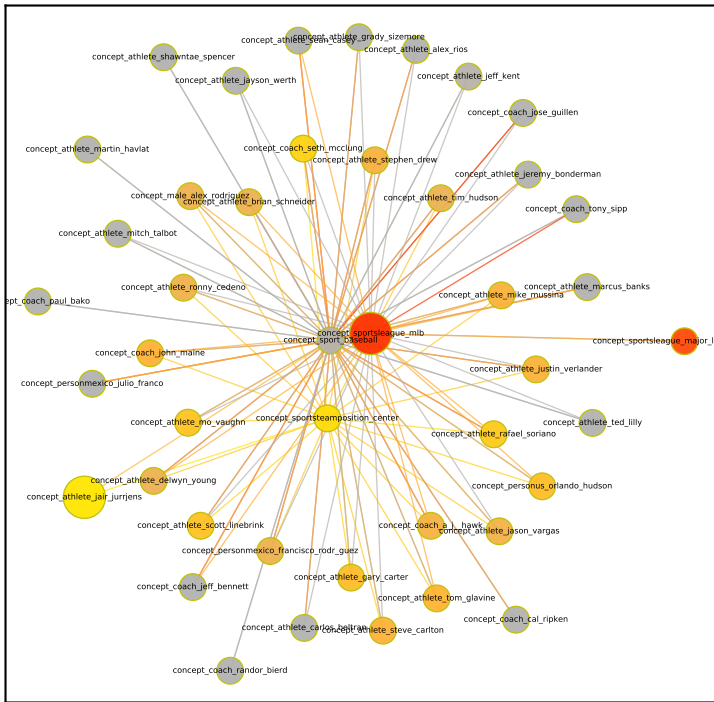 concept_athlete_sean_casey
concept_athlete_grady_sizemore
concept_athlete_alex_rios
concept_athlete_shawntae_spencer
concept_athlete_jayson_werth
concept_athlete_jeff_kent
concept_coach_jose_guillen
concept_athlete_martin_havlat
concept_coach_seth_mcclung
concept_athlete_stephen_drew
concept_athlete_jeremy_bonderman
concept_male_alex_rodriguez
concept_athlete_brian_schneider
concept_athlete_tim_hudson
concept_coach_tony_sipp
concept_athlete_mitch_talbot
concept_athlete_ronny_cedeno
concept_athlete_marcus_banks
concept_athlete_mike_mussina
ept_coach_paul_bako
concept_sportsleague_mlb
concept_sport_baseball
concept_sportsleague_major_l
concept_coach_john_maine
concept_athlete_justin_verlander
concept_personmexico_julio_franco
concept_sportsteamposition_center
concept_athlete_mo_vaughn
concept_athlete_ted_lilly
concept_athlete_rafael_soriano
concept_athlete_delwyn_young
concept_personus_orlando_hudson
concept_athlete_jair_jurrjens
concept_athlete_scott_linebrink
concept_coach_a_j__hawk
concept_athlete_jason_vargas
concept_personmexico_francisco_rodr_guez
concept_athlete_gary_carter
concept_coach_jeff_bennett
concept_athlete_tom_glavine
concept_coach_cal_ripken
concept_athlete_carlos_beltran
concept_athlete_steve_carlton
concept_coach_randor_bierd